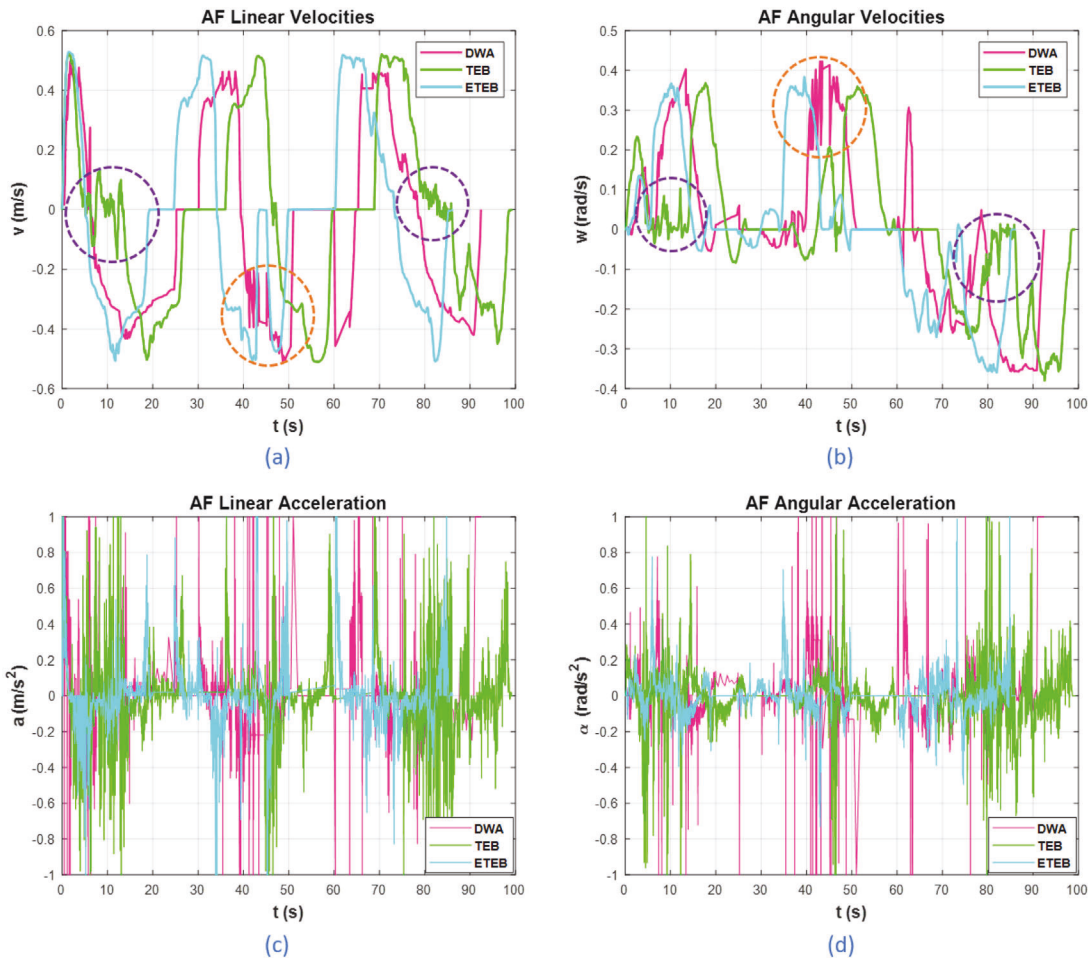 AF Linear Velocities
0.6
0.4
0.2
0
-0.2
-0.4
-0.6
v (m/s)
DWA
TEB
ETEB
0 10 20 30 40 50 60 70 80 90 100
t (s)
(a)
AF Angular Velocities
0.5
0.4
0.3
0.2
0.1
0
-0.1
-0.2
-0.3
-0.4
w (rad/s)
DWA
TEB
ETEB
0 10 20 30 40 50 60 70 80 90 100
t (s)
(b)
AF Linear Acceleration
1
0.8
0.6
0.4
0.2
0
-0.2
-0.4
-0.6
-0.8
-1
a (m/s²)
DWA
TEB
ETEB
0 10 20 30 40 50 60 70 80 90 100
t (s)
(c)
AF Angular Acceleration
1
0.8
0.6
0.4
0.2
0
-0.2
-0.4
-0.6
-0.8
-1
α (rad/s²)
DWA
TEB
ETEB
0 10 20 30 40 50 60 70 80 90 100
t (s)
(d)